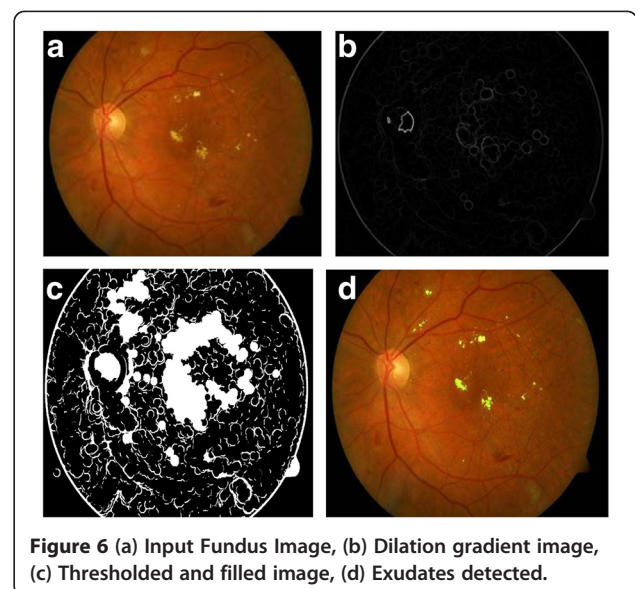 a
b
c
d
Figure 6 (a) Input Fundus Image, (b) Dilation gradient image,
(c) Thresholded and filled image, (d) Exudates detected.